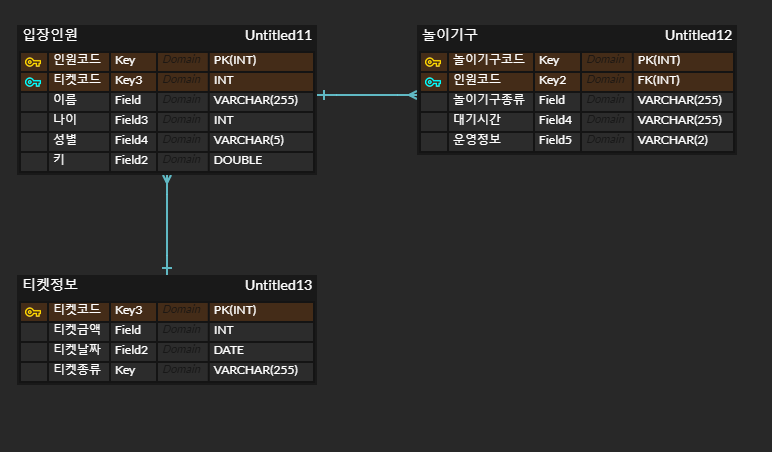 입장인원 Untitled11
인원코드 Key Domain PK(INT)
티켓코드 Key3 Domain INT
이름 Field Domain VARCHAR(255)
나이 Field3 Domain INT
성별 Field4 Domain VARCHAR(5)
키 Field2 Domain DOUBLE
놀이기구 Untitled12
놀이기구코드 Key Domain PK(INT)
인원코드 Key2 Domain FK(INT)
놀이기구종류 Field Domain VARCHAR(255)
대기시간 Field4 Domain VARCHAR(255)
운영정보 Field5 Domain VARCHAR(2)
티켓정보 Untitled13
티켓코드 Key3 Domain PK(INT)
티켓금액 Field Domain INT
티켓날짜 Field2 Domain DATE
티켓종류 Key Domain VARCHAR(255)